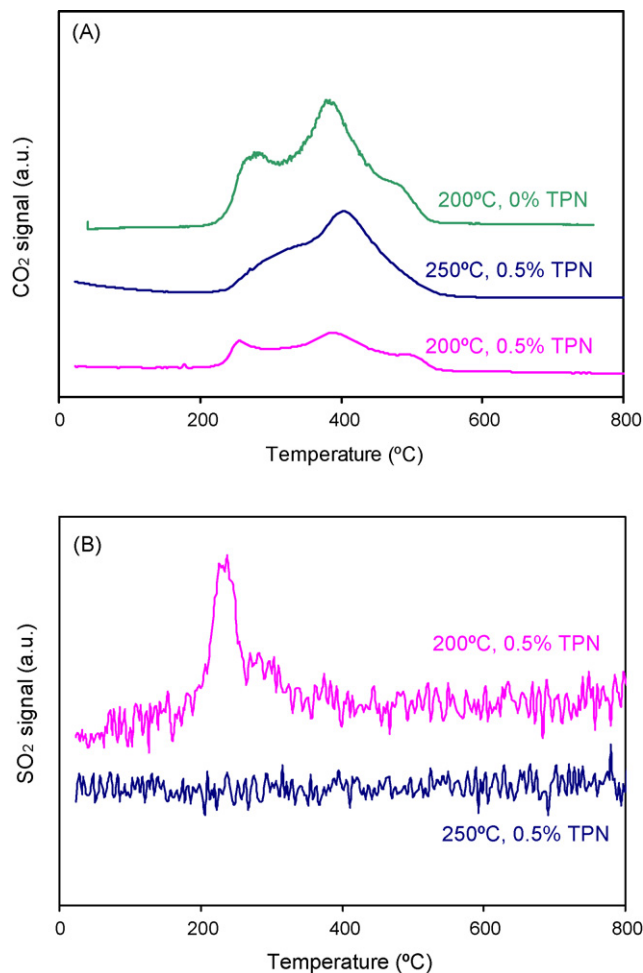 (A)
CO₂ signal (a.u.)
200ºC, 0% TPN
250ºC, 0.5% TPN
200ºC, 0.5% TPN
0 200 400 600 800
Temperature (ºC)
(B)
SO₂ signal (a.u.)
200ºC, 0.5% TPN
250ºC, 0.5% TPN
0 200 400 600 800
Temperature (ºC)